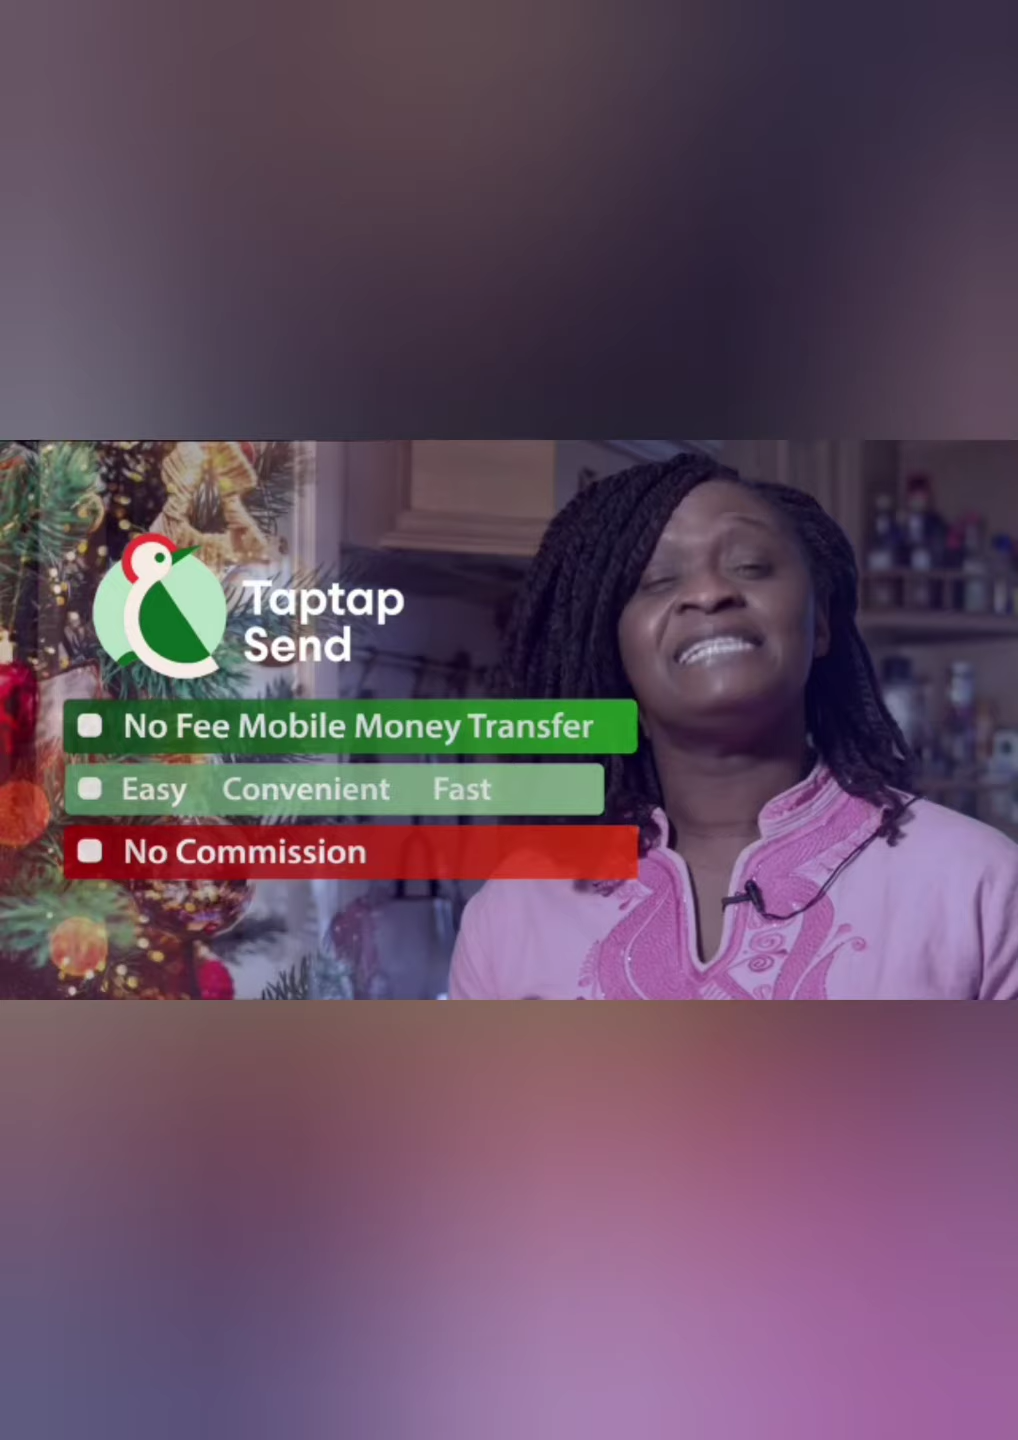 Taptap
Send
No Fee Mobile Money Transfer
Easy Convenient Fast
No Commission